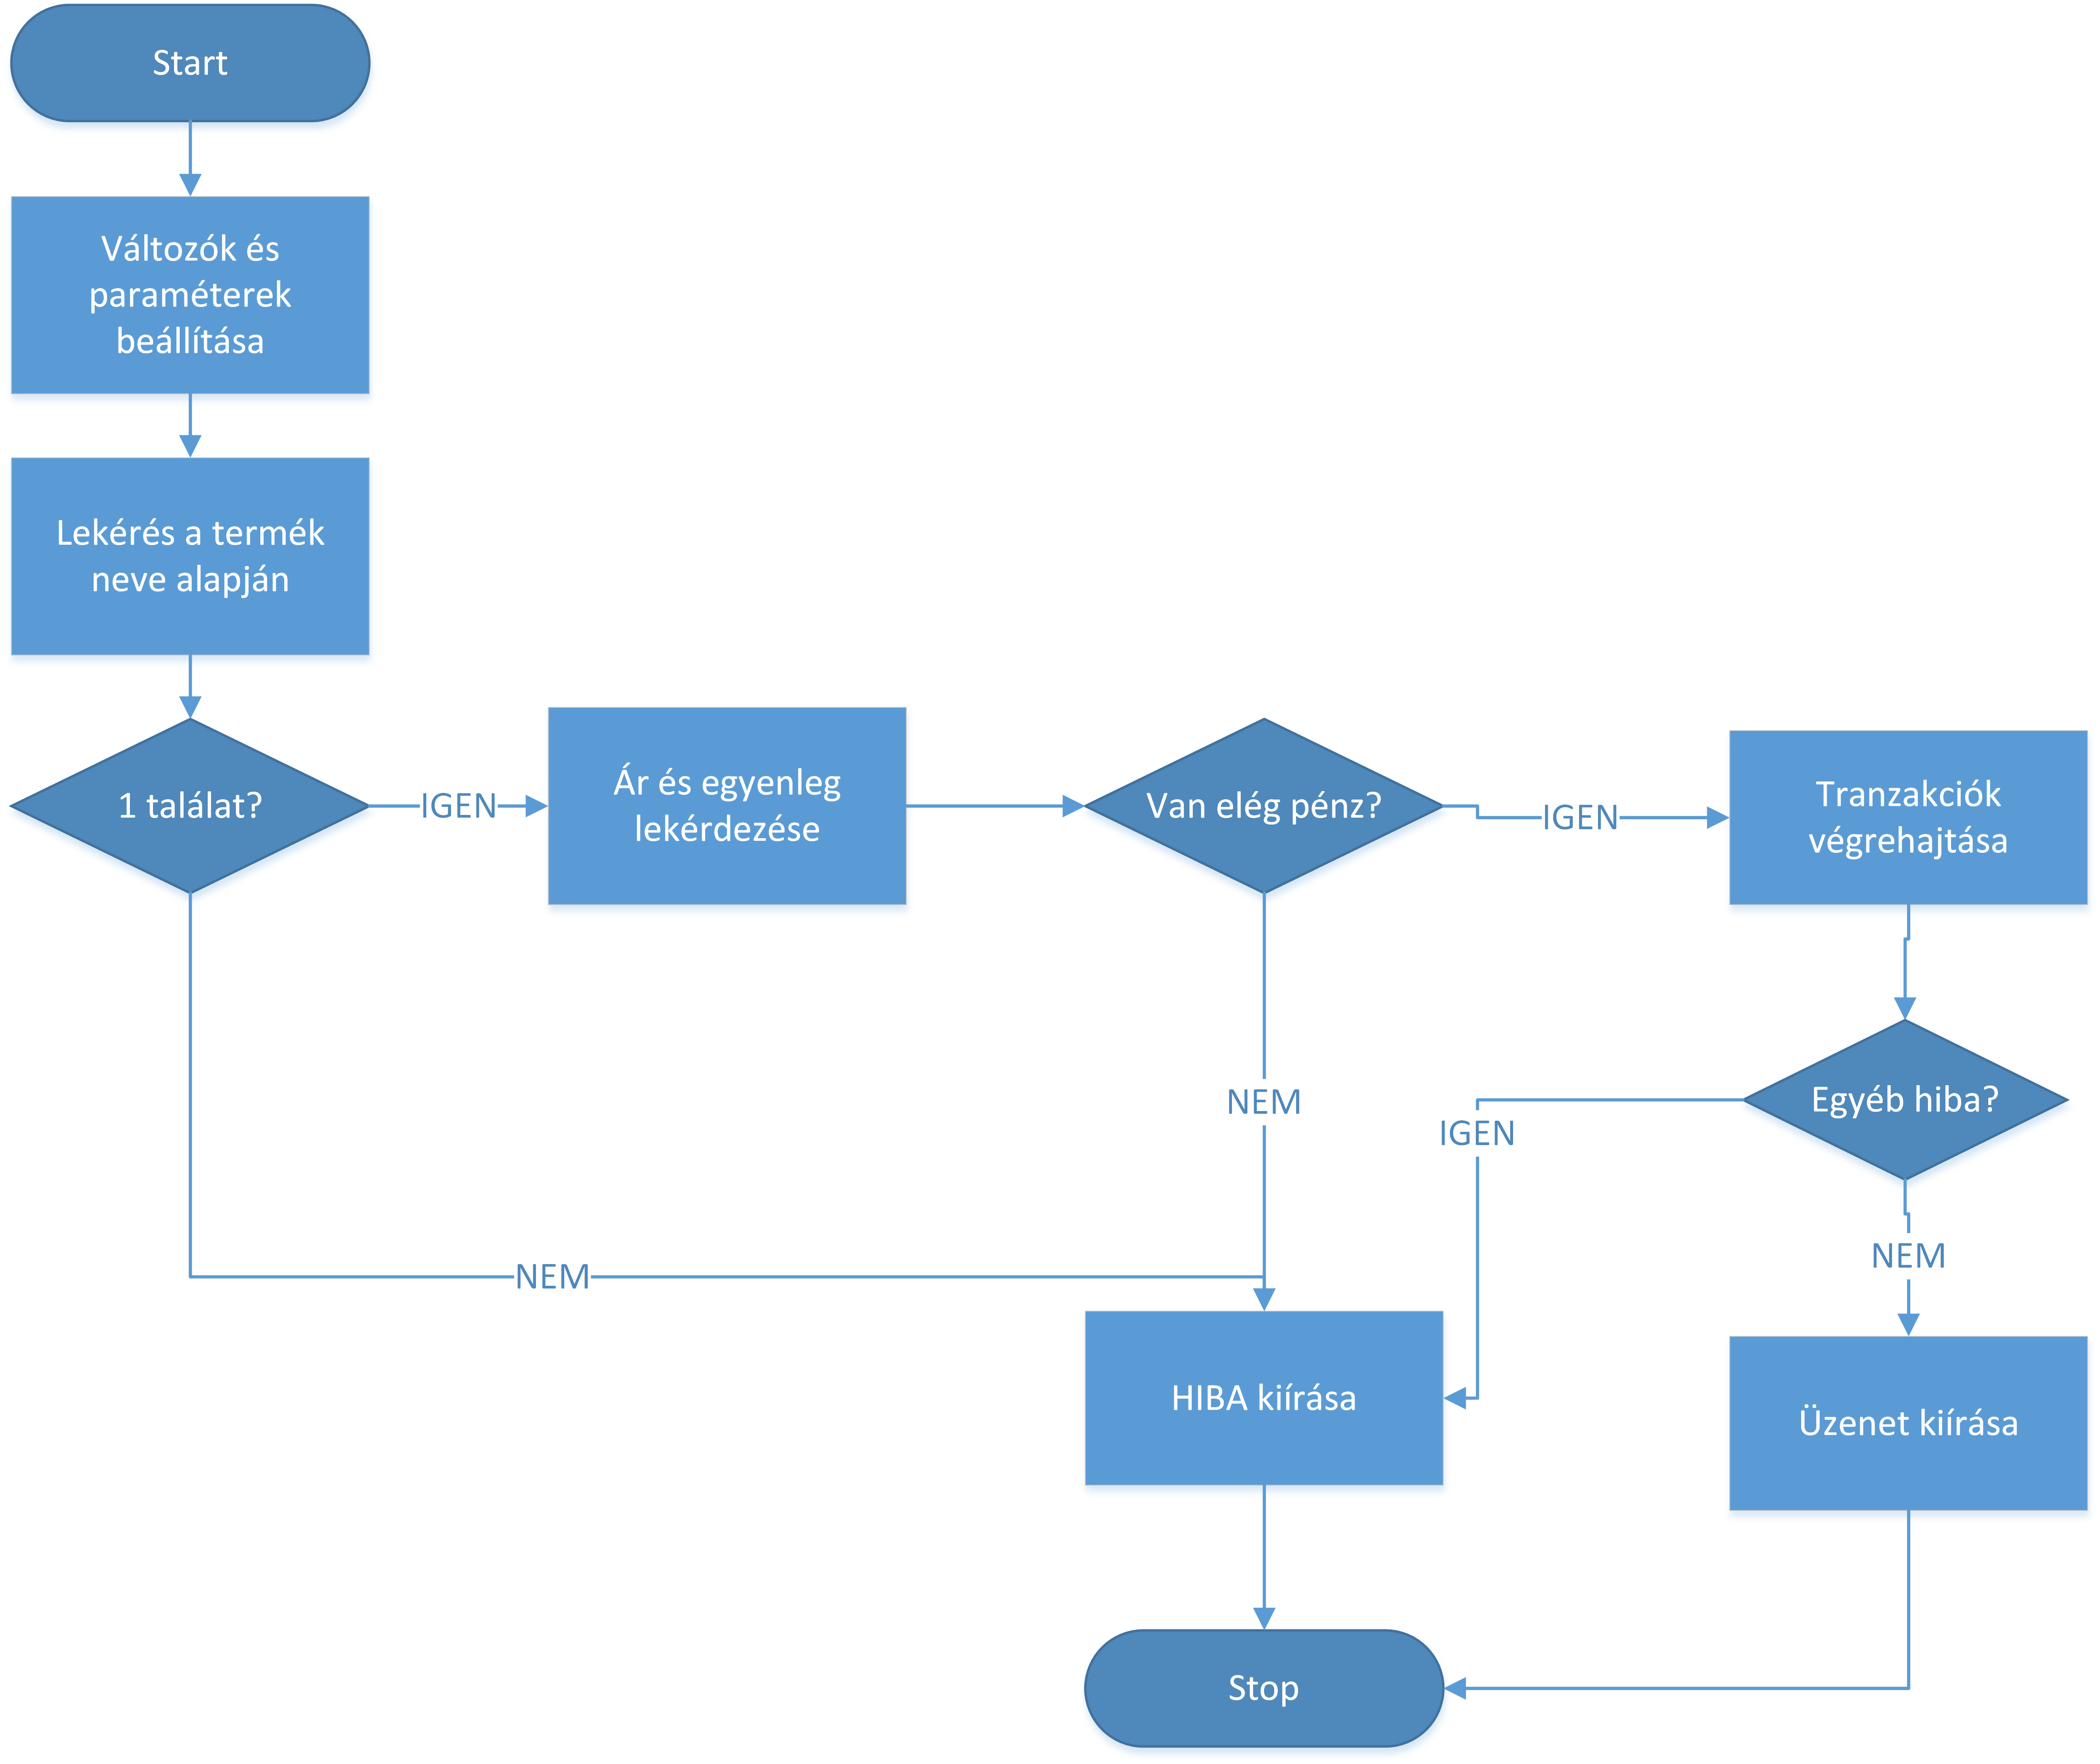 Start
Változók és
paraméterek
beállítása
Lekérés a termék
neve alapján
1 találat?
IGEN
Ár és egyenleg
lekérdezése
Van elég pénz?
IGEN
Tranzakciók
végrehajtása
Egyéb hiba?
NEM
IGEN
NEM
NEM
HIBA kiírása
Üzenet kiírása
Stop